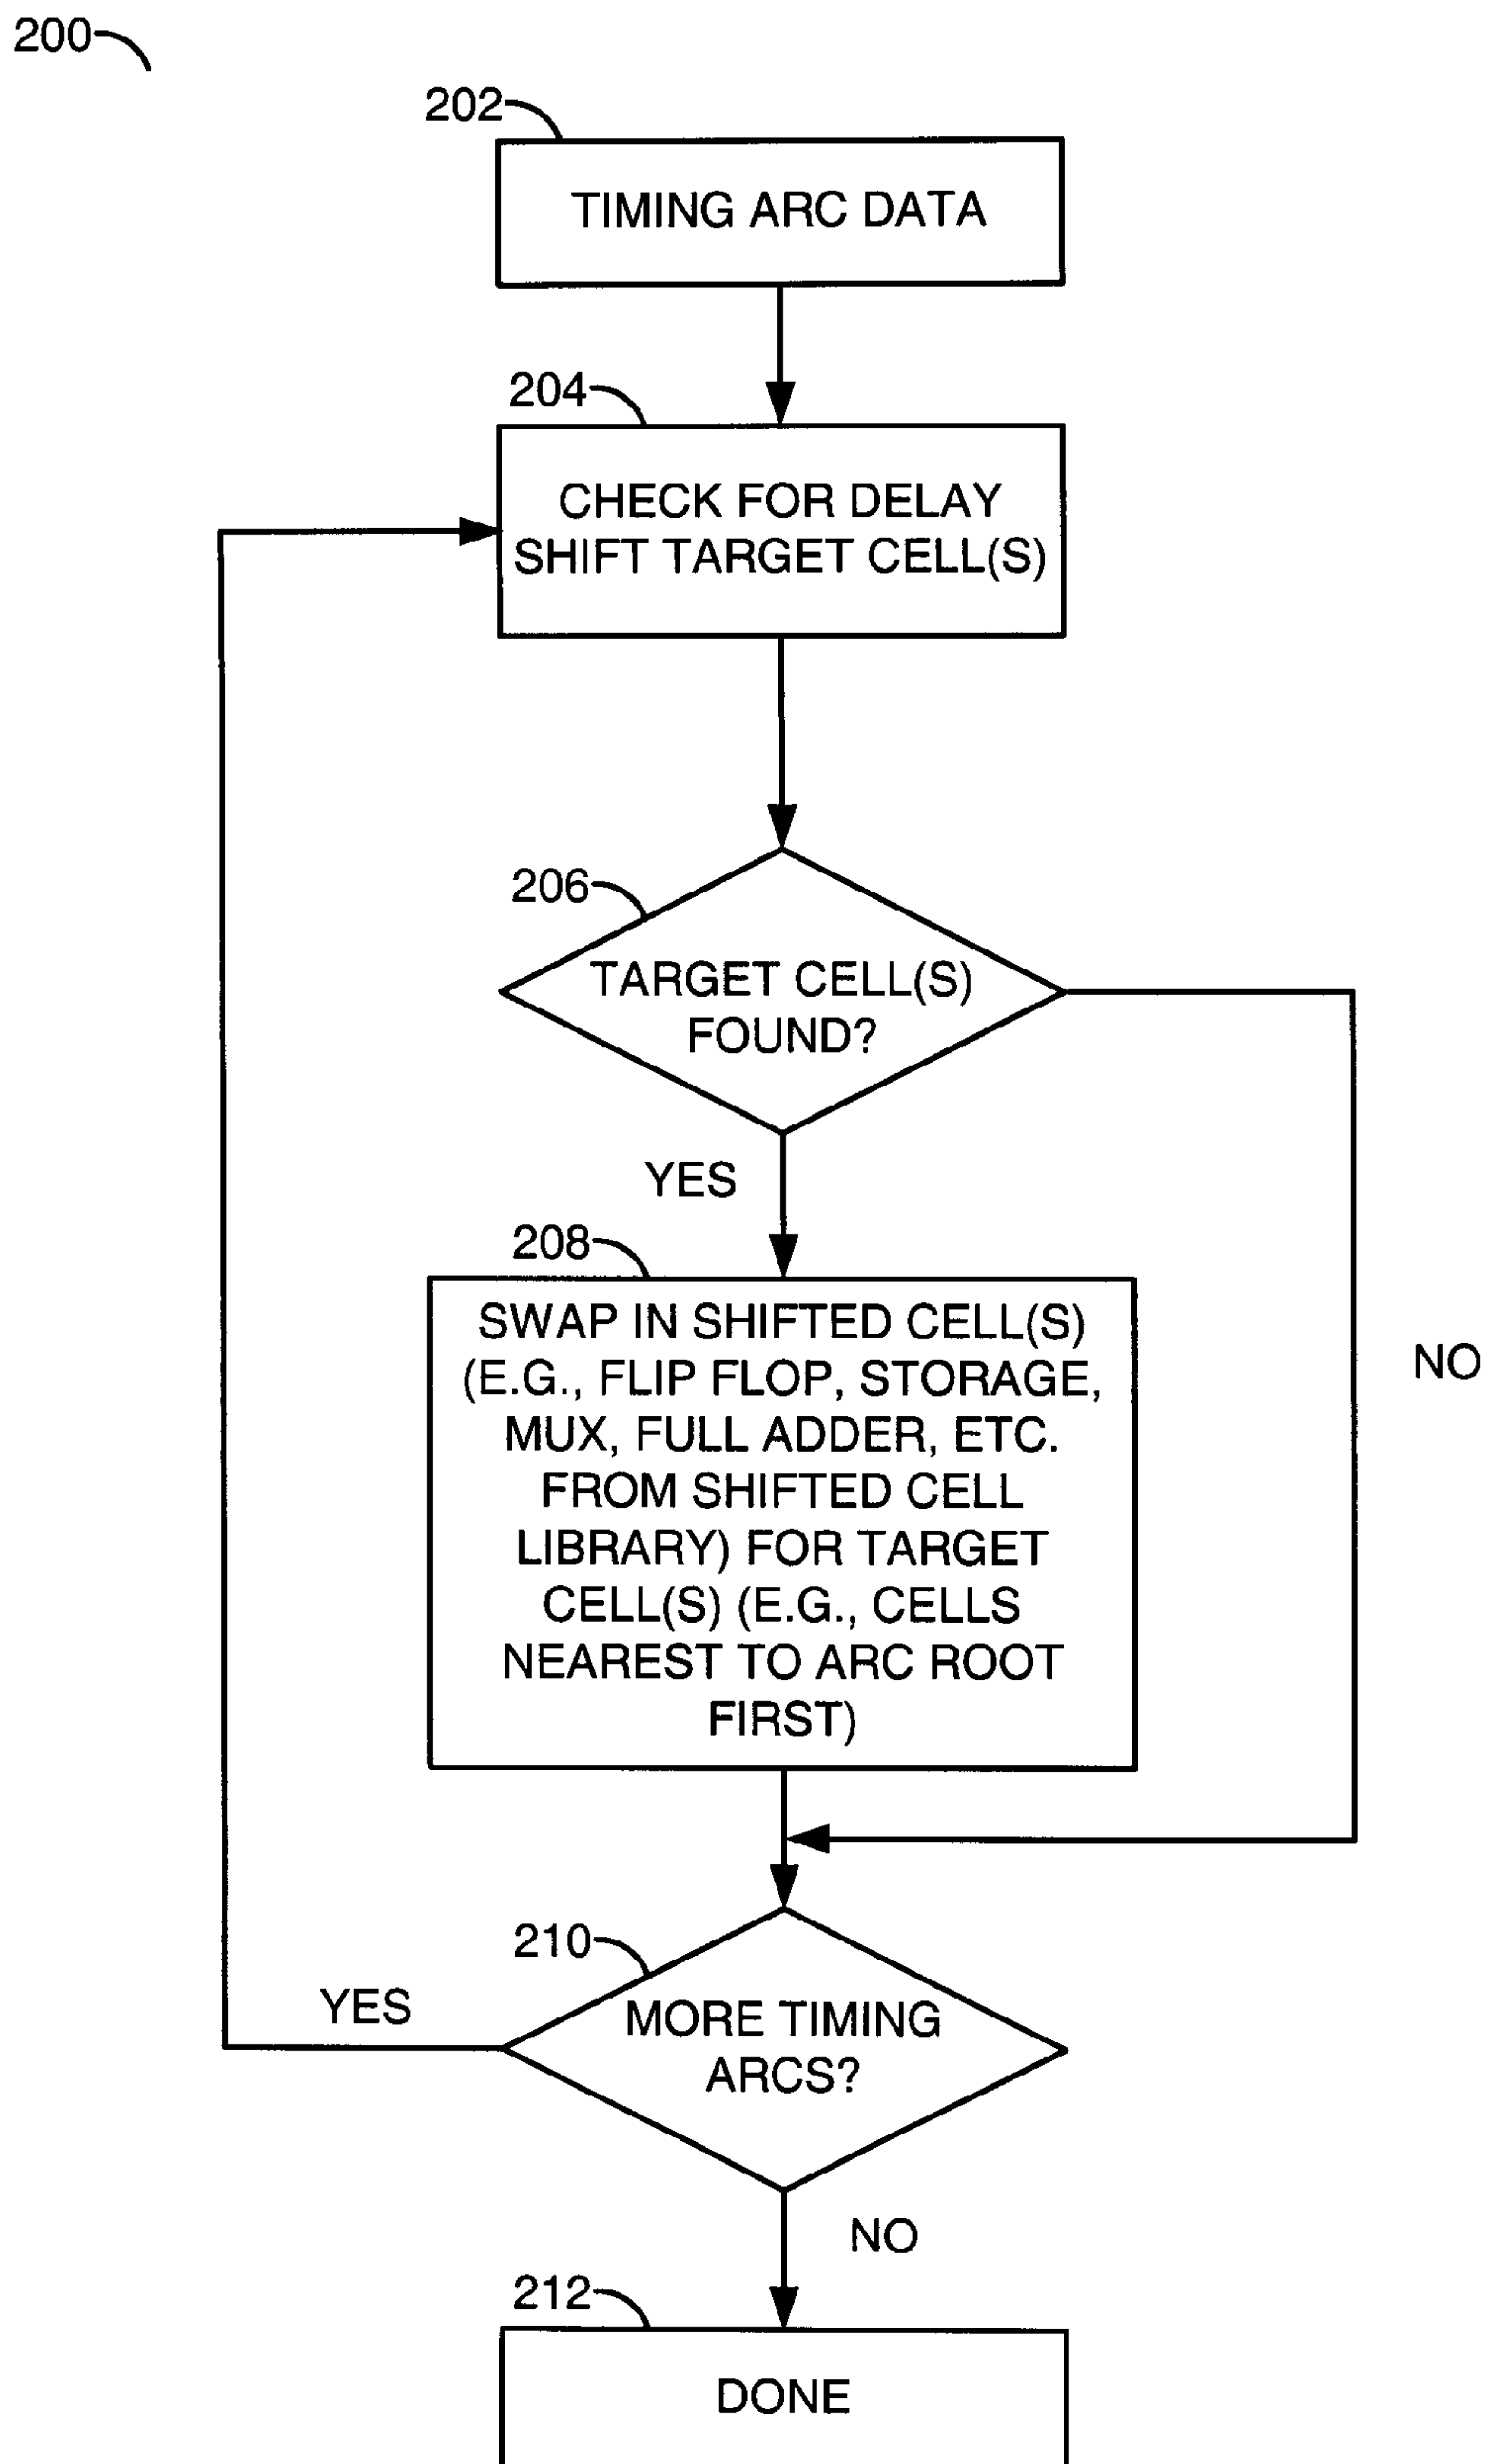 200
202
TIMING ARC DATA
204
CHECK FOR DELAY
SHIFT TARGET CELL(S)
206
TARGET CELL(S)
FOUND?
YES
NO
208
SWAP IN SHIFTED CELL(S)
(E.G., FLIP FLOP, STORAGE,
MUX, FULL ADDER, ETC.
FROM SHIFTED CELL
LIBRARY) FOR TARGET
CELL(S) (E.G., CELLS
NEAREST TO ARC ROOT
FIRST)
210
YES
MORE TIMING
ARCS?
NO
212
DONE